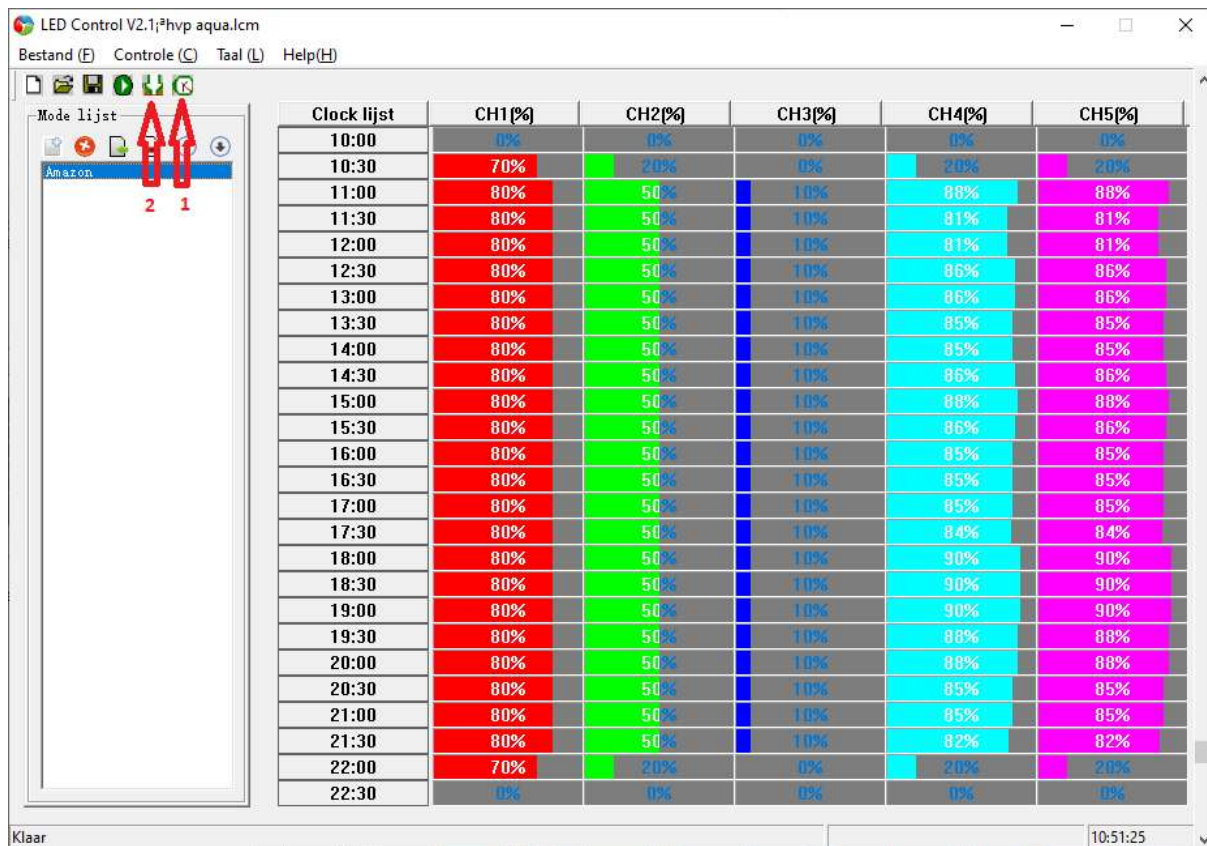 LED Control V2.1¡ªhvp aqua.lcm
Bestand (F) Controle (C) Taal (L) Help(H)
Mode lijst
Amazon
2 1
Clock lijst CH1(%) CH2(%) CH3(%) CH4(%) CH5(%)
10:00 0% 0% 0% 0% 0%
10:30 70% 20% 0% 20% 20%
11:00 80% 50% 10% 88% 88%
11:30 80% 50% 10% 81% 81%
12:00 80% 50% 10% 81% 81%
12:30 80% 50% 10% 86% 86%
13:00 80% 50% 10% 86% 86%
13:30 80% 50% 10% 85% 85%
14:00 80% 50% 10% 85% 85%
14:30 80% 50% 10% 86% 86%
15:00 80% 50% 10% 88% 88%
15:30 80% 50% 10% 86% 86%
16:00 80% 50% 10% 85% 85%
16:30 80% 50% 10% 85% 85%
17:00 80% 50% 10% 85% 85%
17:30 80% 50% 10% 84% 84%
18:00 80% 50% 10% 90% 90%
18:30 80% 50% 10% 90% 90%
19:00 80% 50% 10% 90% 90%
19:30 80% 50% 10% 88% 88%
20:00 80% 50% 10% 88% 88%
20:30 80% 50% 10% 85% 85%
21:00 80% 50% 10% 85% 85%
21:30 80% 50% 10% 82% 82%
22:00 70% 20% 0% 20% 20%
22:30 0% 0% 0% 0% 0%
Klaar 10:51:25